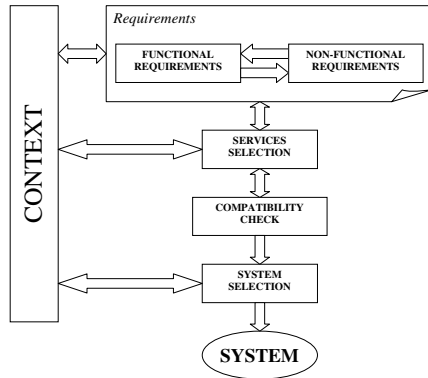 Requirements
FUNCTIONAL
REQUIREMENTS
NON-FUNCTIONAL
REQUIREMENTS
CONTEXT
SERVICES
SELECTION
COMPATIBILITY
CHECK
SYSTEM
SELECTION
SYSTEM